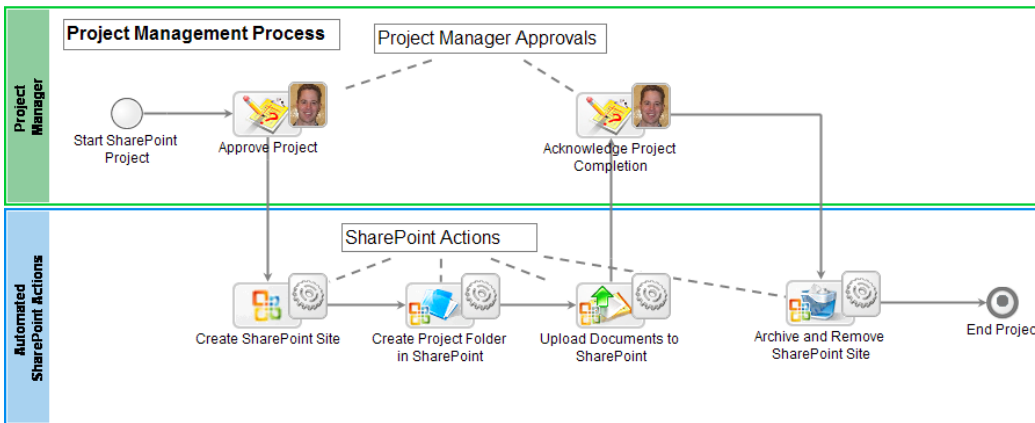 Project Management Process
Project Manager Approvals
Project
Manager
Start SharePoint
Project
Approve Project
Acknowledge Project
Completion
SharePoint Actions
Automated
SharePoint Actions
Create SharePoint Site
Create Project Folder
in SharePoint
Upload Documents to
SharePoint
Archive and Remove
SharePoint Site
End Project